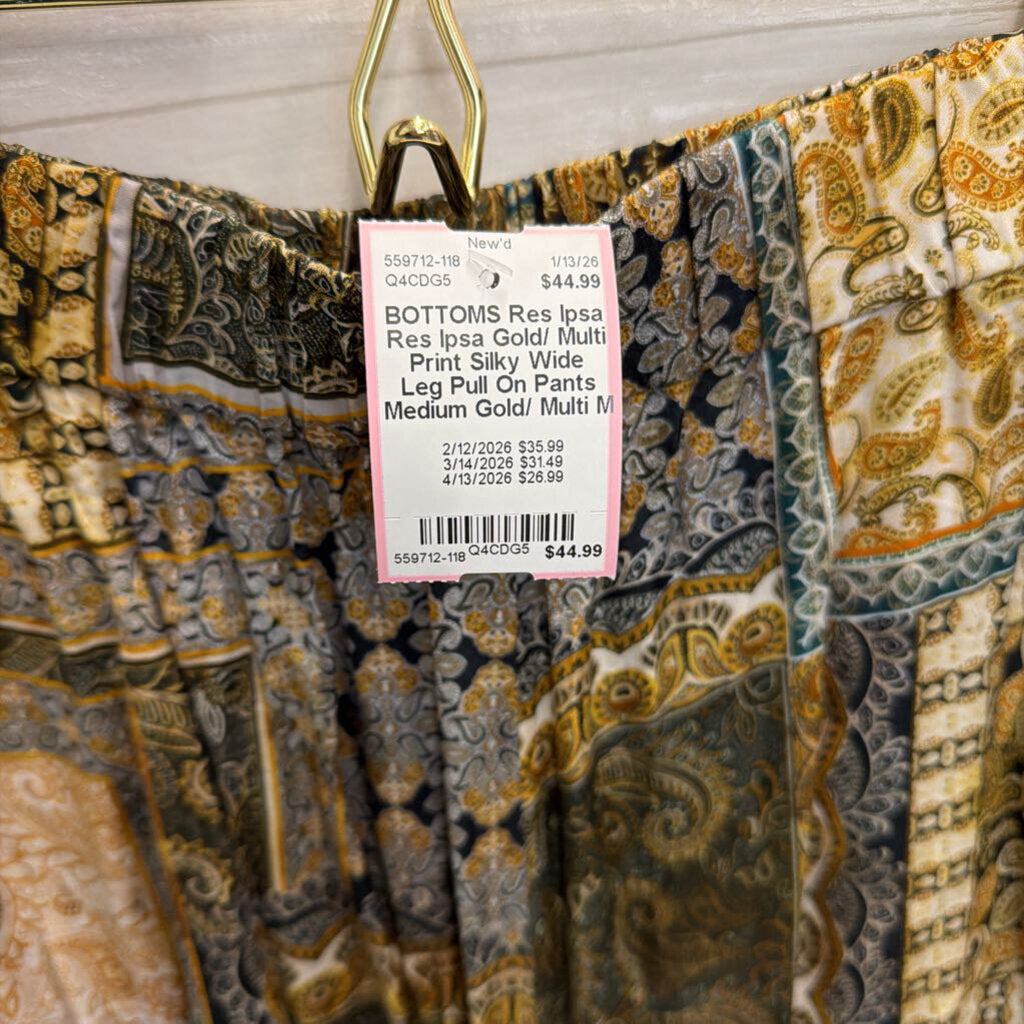 New'd
559712-118 1/13/26
Q4CDG5 $44.99
BOTTOMS Res Ipsa
Res Ipsa Gold/ Multi
Print Silky Wide
Leg Pull On Pants
Medium Gold/ Multi M
2/12/2026 $35.99
3/14/2026 $31.49
4/13/2026 $26.99
559712-118 Q4CDG5 $44.99